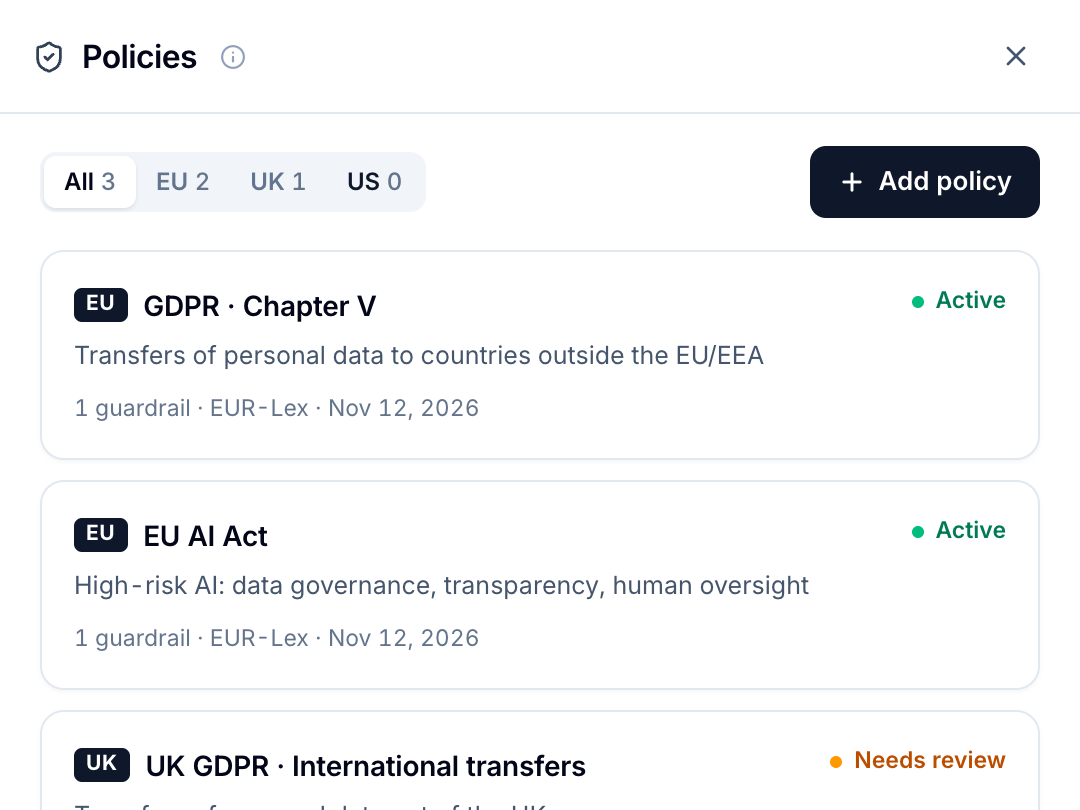 Policies
All 3 EU 2 UK 1 US 0
Add policy
EU GDPR · Chapter V Active
Transfers of personal data to countries outside the EU/EEA
1 guardrail · EUR-Lex · Nov 12, 2026
EU EU AI Act Active
High-risk AI: data governance, transparency, human oversight
1 guardrail · EUR-Lex · Nov 12, 2026
UK UK GDPR · International transfers Needs review